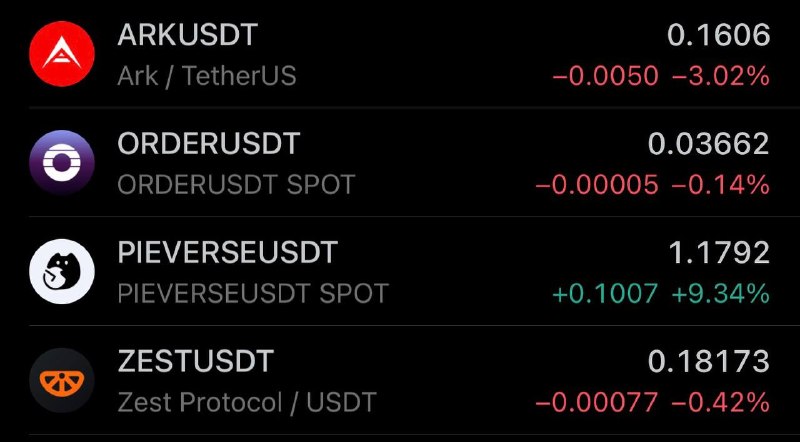 ARKUSDT 0.1606
Ark / TetherUS −0.0050 −3.02%
ORDERUSDT 0.03662
ORDERUSDT SPOT −0.00005 −0.14%
PIEVERSEUSDT 1.1792
PIEVERSEUSDT SPOT +0.1007 +9.34%
ZESTUSDT 0.18173
Zest Protocol / USDT −0.00077 −0.42%